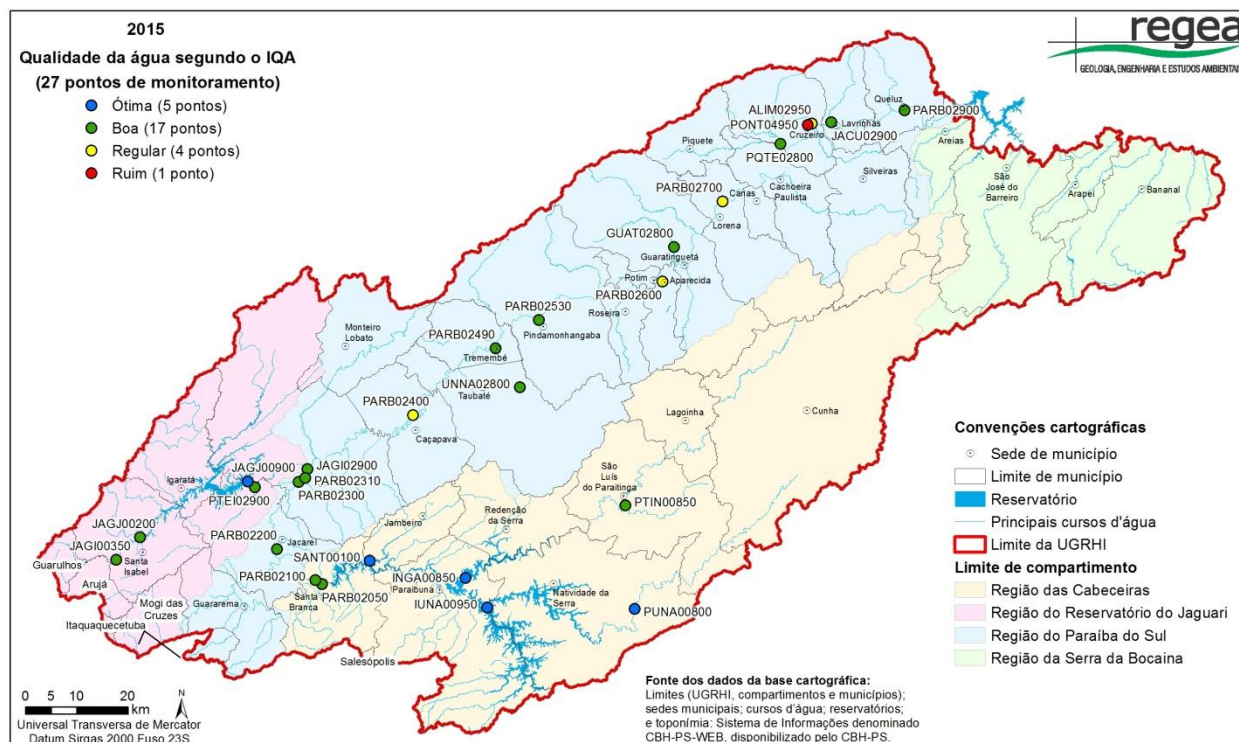 2015
Qualidade da água segundo o IQA
(27 pontos de monitoramento)
Ótima (5 pontos)
Boa (17 pontos)
Regular (4 pontos)
Ruim (1 ponto)
regea
GEOLOGIA, ENGENHARIA E ESTUDOS AMBIENTAIS
Queluz
PARB02900
ALIM02950
PONT04950
Lavrinhas
Cruzeiro
JACU02900
Areias
Piquete
PQTE02800
São
José do
Barreiro
Arapeí
Bananal
Silveiras
PARB02700
Canas
Cachoeira
Paulista
Lorena
GUAT02800
Guaratinguetá
Potim
Aparecida
PARB02600
Roseira
PARB02530
Pindamonhangaba
Monteiro
Lobato
PARB02490
Tremembé
UNNA02800
Taubaté
PARB02400
Caçapava
Lagoinha
Cunha
JAGJ00900
JAGI02900
PARB02310
PARB02300
Igaratá
PTEI02900
São
Luís
do Paraitinga
PTIN00850
JAGJ00200
JAGI00350
Santa
Isabel
PARB02200
Jacareí
Jambeiro
Redenção
da Serra
SANT00100
Guarulhos
Arujá
PARB02100
Santa
Branca
PARB02050
INGA00850
Paraibuna
IUNA00950
Natividade
da Serra
PUNA00800
Mogi das
Cruzes
Guararema
Itaquaquecetuba
Salesópolis
Convenções cartográficas
Sede de município
Limite de município
Reservatório
Principais cursos d'água
Limite da UGRHI
Limite de compartimento
Região das Cabeceiras
Região do Reservatório do Jaguari
Região do Paraíba do Sul
Região da Serra da Bocaina
0 5 10 20
km
N
Universal Transversa de Mercator
Datum Sirgas 2000 Fuso 23S
Fonte dos dados da base cartográfica:
Limites (UGRHI, compartimentos e municípios);
sedes municipais; cursos d'água; reservatórios;
e toponímia: Sistema de Informações denominado
CBH-PS-WEB, disponibilizado pelo CBH-PS.